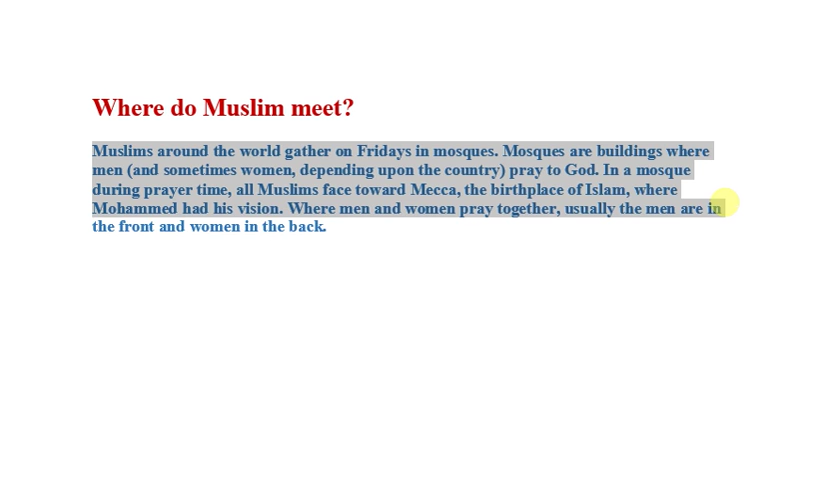 Where do Muslim meet?
Muslims around the world gather on Fridays in mosques. Mosques are buildings where
men (and sometimes women, depending upon the country) pray to God. In a mosque
during prayer time, all Muslims face toward Mecca, the birthplace of Islam, where
Mohammed had his vision. Where men and women pray together, usually the men are in
the front and women in the back.